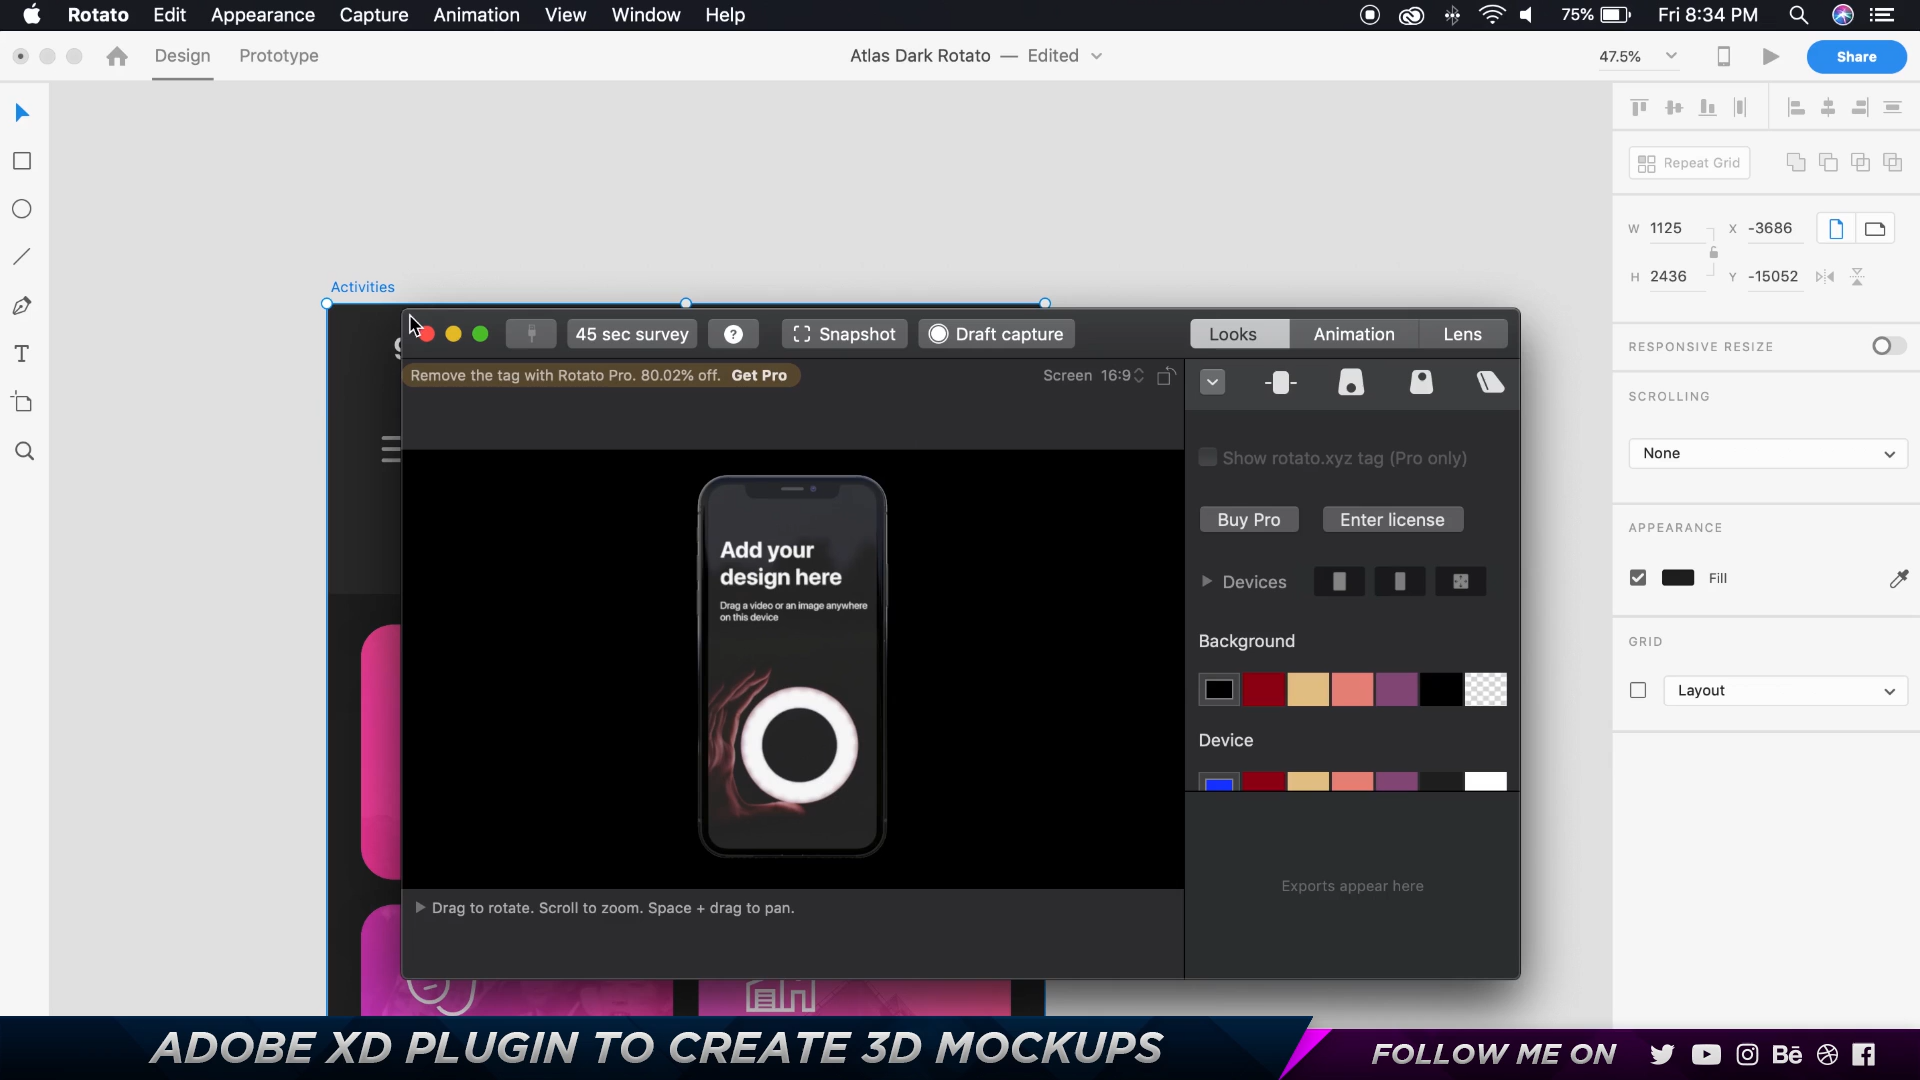 Rotato Edit Appearance Capture Animation View Window Help 75% Fri 8:34 PM
Design Prototype Atlas Dark Rotato — Edited 47.5% Share
Repeat Grid
W 1125 X -3686
H 2436 Y -15052
Activities
45 sec survey ? Snapshot Draft capture Looks Animation Lens
RESPONSIVE RESIZE
Remove the tag with Rotato Pro. 80.02% off. Get Pro Screen 16:9
SCROLLING
None
Show rotato.xyz tag (Pro only)
Buy Pro Enter license
APPEARANCE
Fill
Devices
Add your
design here
Drag a video or an image anywhere
on this device
Background
GRID
Layout
Device
Exports appear here
Drag to rotate. Scroll to zoom. Space + drag to pan.
ADOBE XD PLUGIN TO CREATE 3D MOCKUPS
FOLLOW ME ON Bē